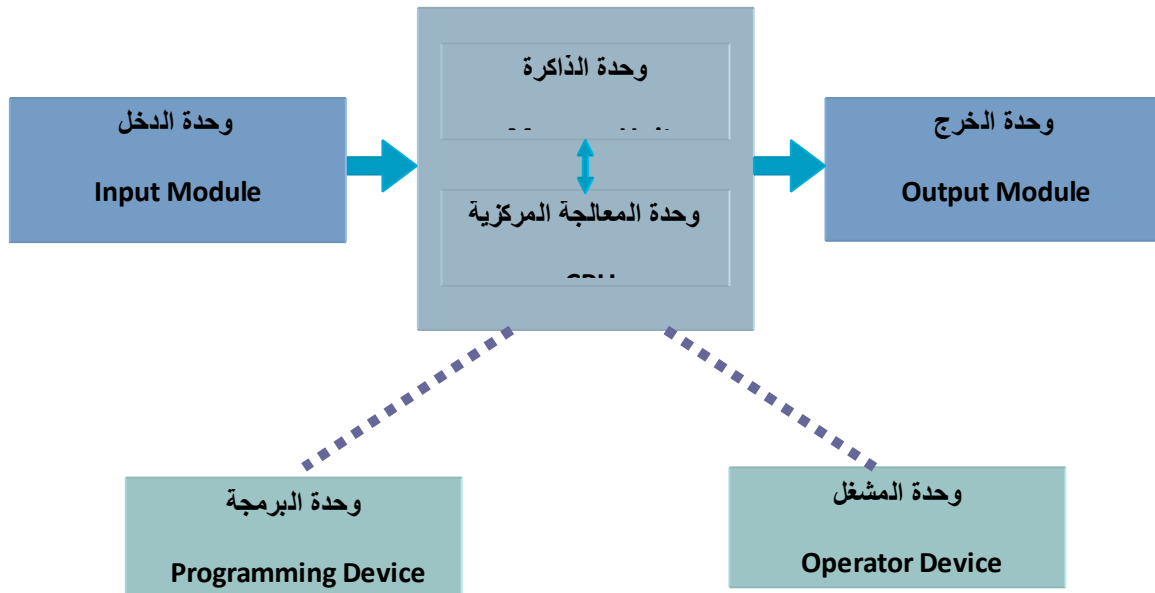 وحدة الذاكرة
وحدة الدخل
Input Module
وحدة المعالجة المركزية
وحدة الخرج
Output Module
وحدة البرمجة
Programming Device
وحدة المشغل
Operator Device